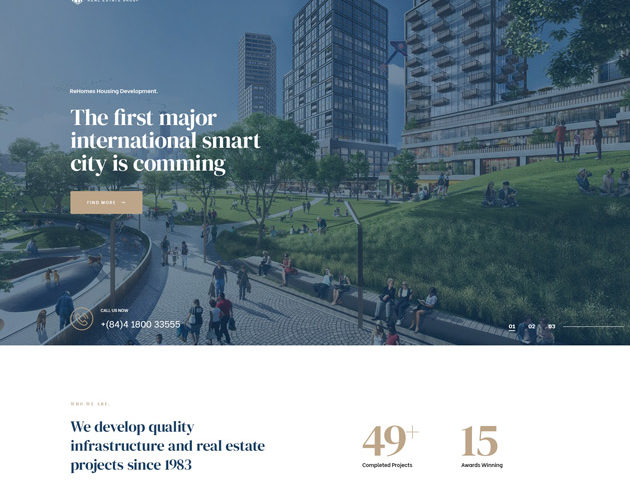 REAL ESTATE GROUP
ReHomes Housing Development.
The first major
international smart
city is comming
FIND MORE →
CALL US NOW
+(84)4 1800 33555
01 02 03
WHO WE ARE.
We develop quality
infrastructure and real estate
projects since 1983
49+
Completed Projects
15
Awards Winning